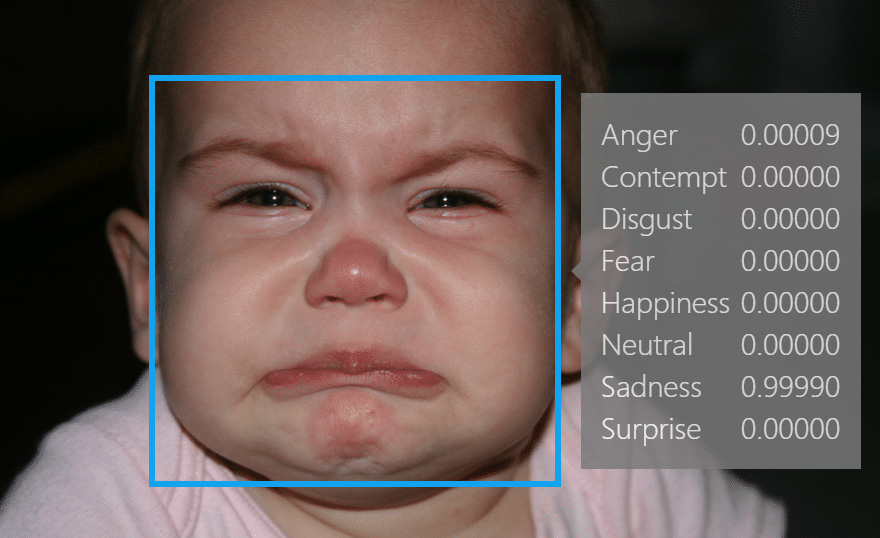 Anger 0.00009
Contempt 0.00000
Disgust 0.00000
Fear 0.00000
Happiness 0.00000
Neutral 0.00000
Sadness 0.99990
Surprise 0.00000